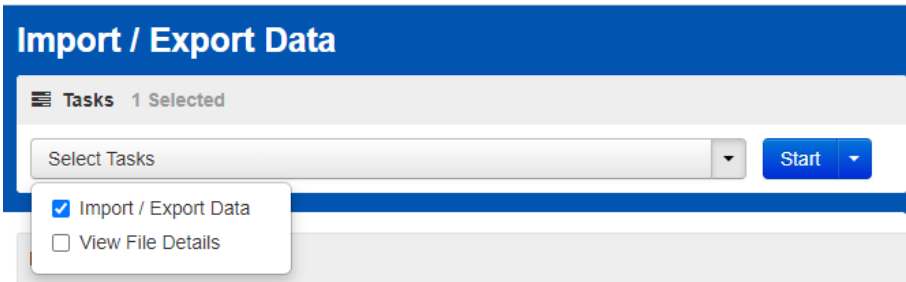 Import / Export Data
Tasks 1 Selected
Select Tasks
Start
Import / Export Data
View File Details